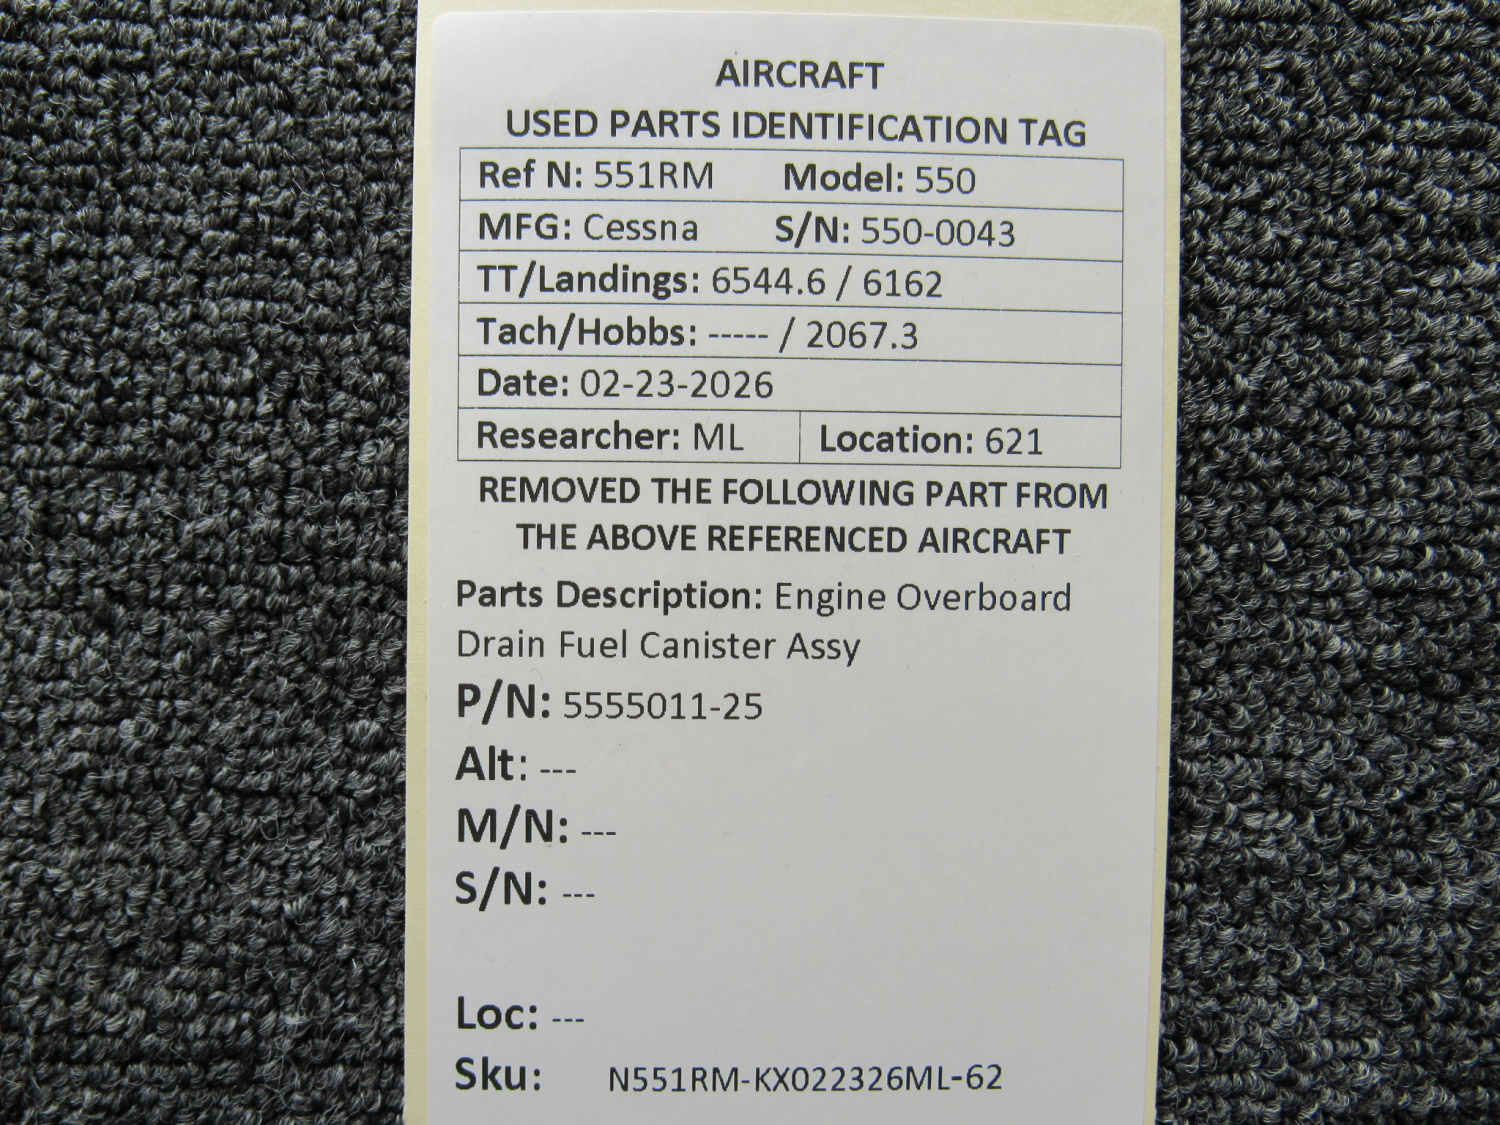 AIRCRAFT
USED PARTS IDENTIFICATION TAG
Ref N: 551RM Model: 550
MFG: Cessna S/N: 550-0043
TT/Landings: 6544.6 / 6162
Tach/Hobbs: ----- / 2067.3
Date: 02-23-2026
Researcher: ML Location: 621
REMOVED THE FOLLOWING PART FROM
THE ABOVE REFERENCED AIRCRAFT
Parts Description: Engine Overboard
Drain Fuel Canister Assy
P/N: 5555011-25
Alt: ---
M/N: ---
S/N: ---
Loc: ---
Sku: N551RM-KX022326ML-62